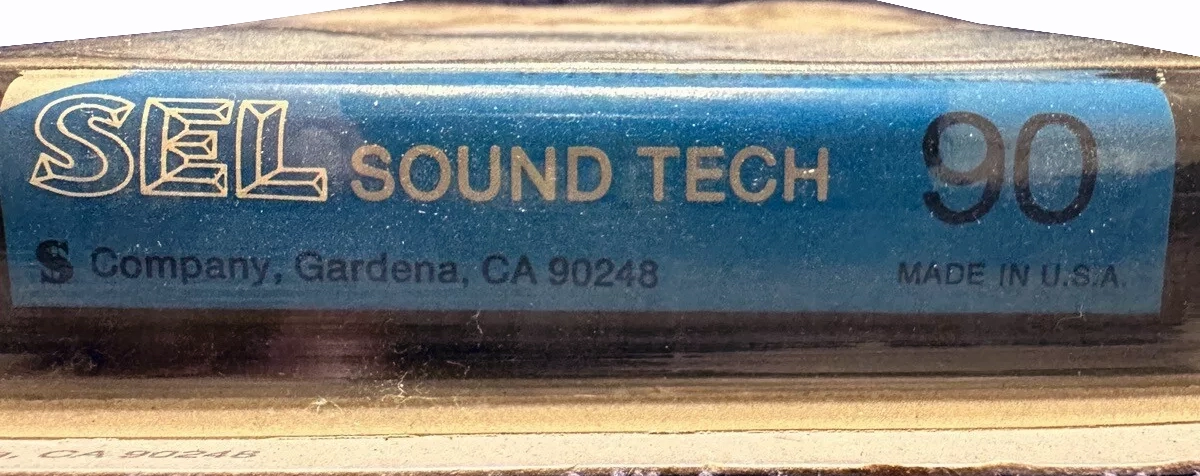 SEL SOUND TECH 90
S Company, Gardena, CA 90248 MADE IN U.S.A.
, CA 90248